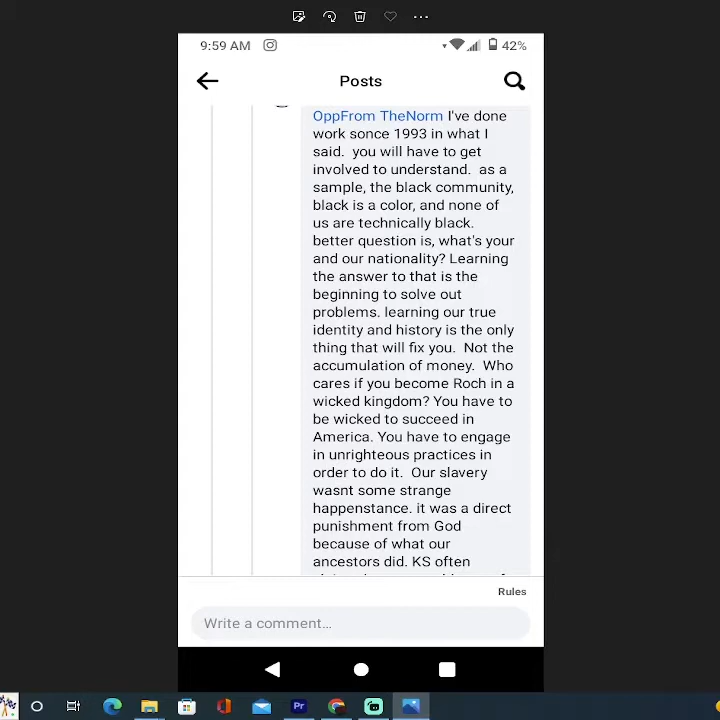 9:59 AM
42%
Posts
OppFrom TheNorm I've done
work sonce 1993 in what I
said.  you will have to get
involved to understand.  as a
sample, the black community,
black is a color, and none of
us are technically black.
better question is, what's your
and our nationality? Learning
the answer to that is the
beginning to solve out
problems. learning our true
identity and history is the only
thing that will fix you.  Not the
accumulation of money.  Who
cares if you become Roch in a
wicked kingdom? You have to
be wicked to succeed in
America. You have to engage
in unrighteous practices in
order to do it.  Our slavery
wasnt some strange
happenstance. it was a direct
punishment from God
because of what our
ancestors did. KS often
Rules
Write a comment...
Pr